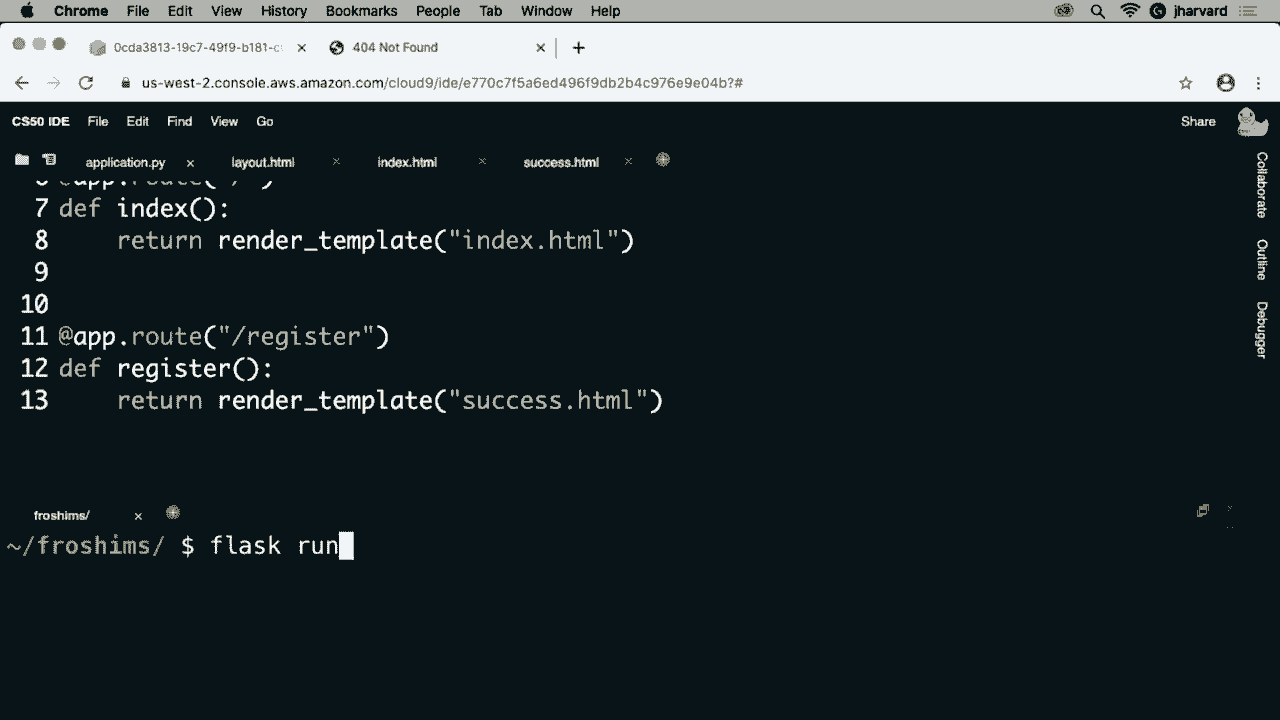 Chrome File Edit View History Bookmarks People Tab Window Help jharvard
0cda3813-19c7-49f9-b181-c 404 Not Found
us-west-2.console.aws.amazon.com/cloud9/ide/e770c7f5a6ed496f9db2b4c976e9e04b?#
CS50 IDE File Edit Find View Go Share
application.py layout.html index.html success.html
6 @app.route("/")
7 def index():
8 return render_template("index.html")
9
10
11 @app.route("/register")
12 def register():
13 return render_template("success.html")
Collaborate
Outline
Debugger
froshims/
~/froshims/ $ flask run